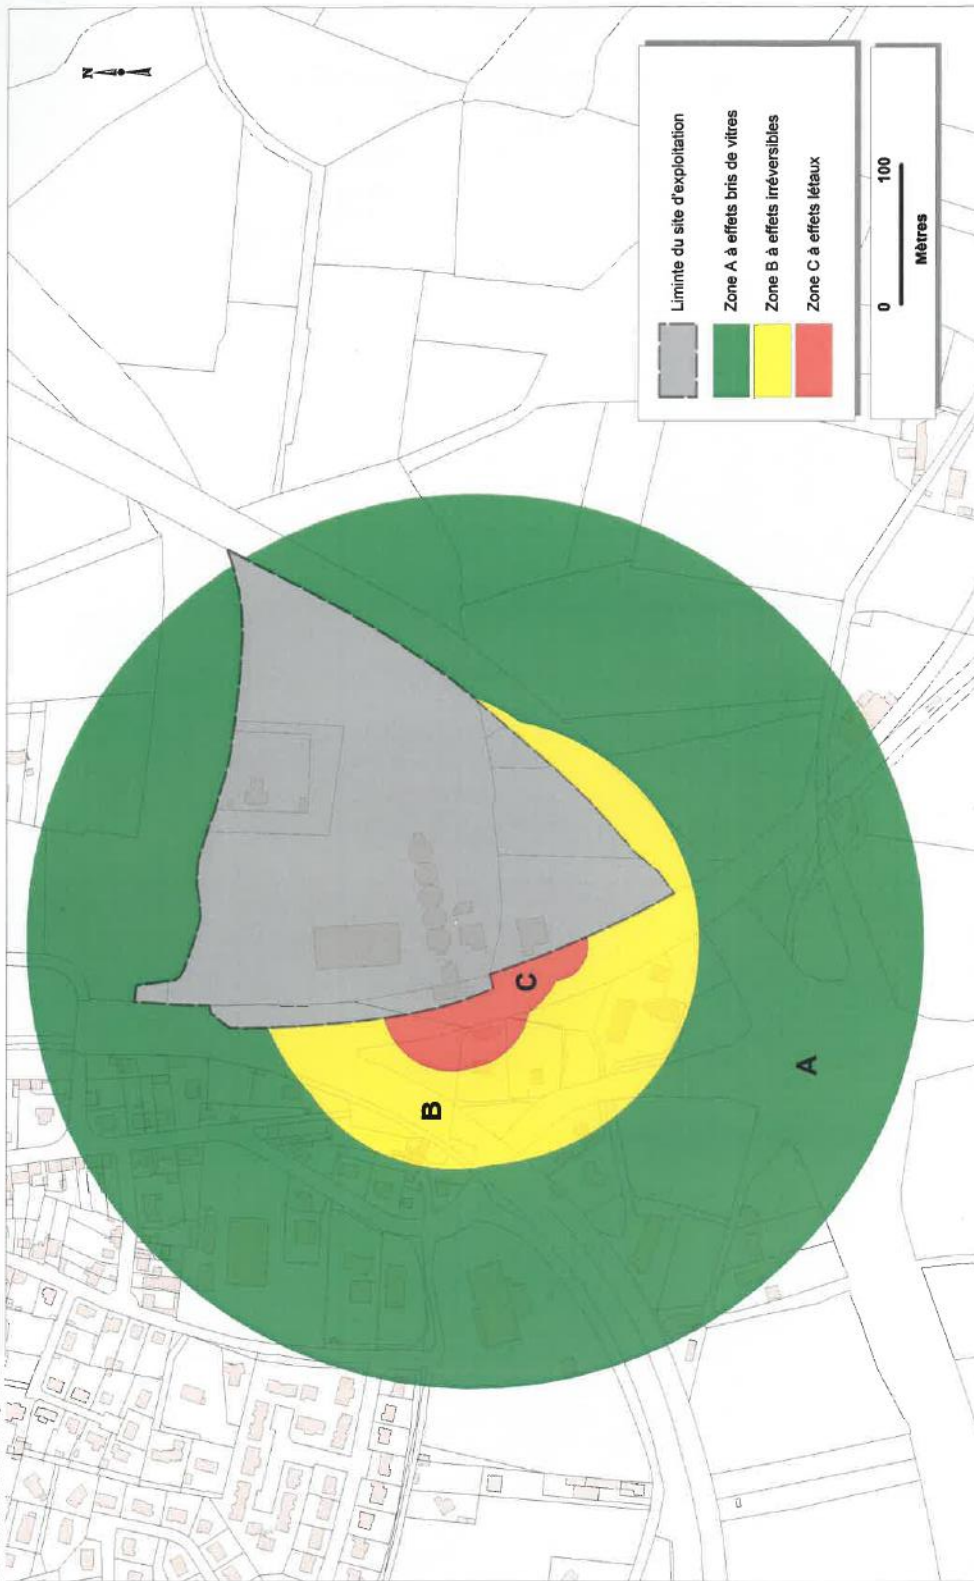 N
Liminte du site d'exploitation
Zone A à effets bris de vitres
Zone B à effets irréversibles
Zone C à effets létaux
0 100
Mètres
B
C
A